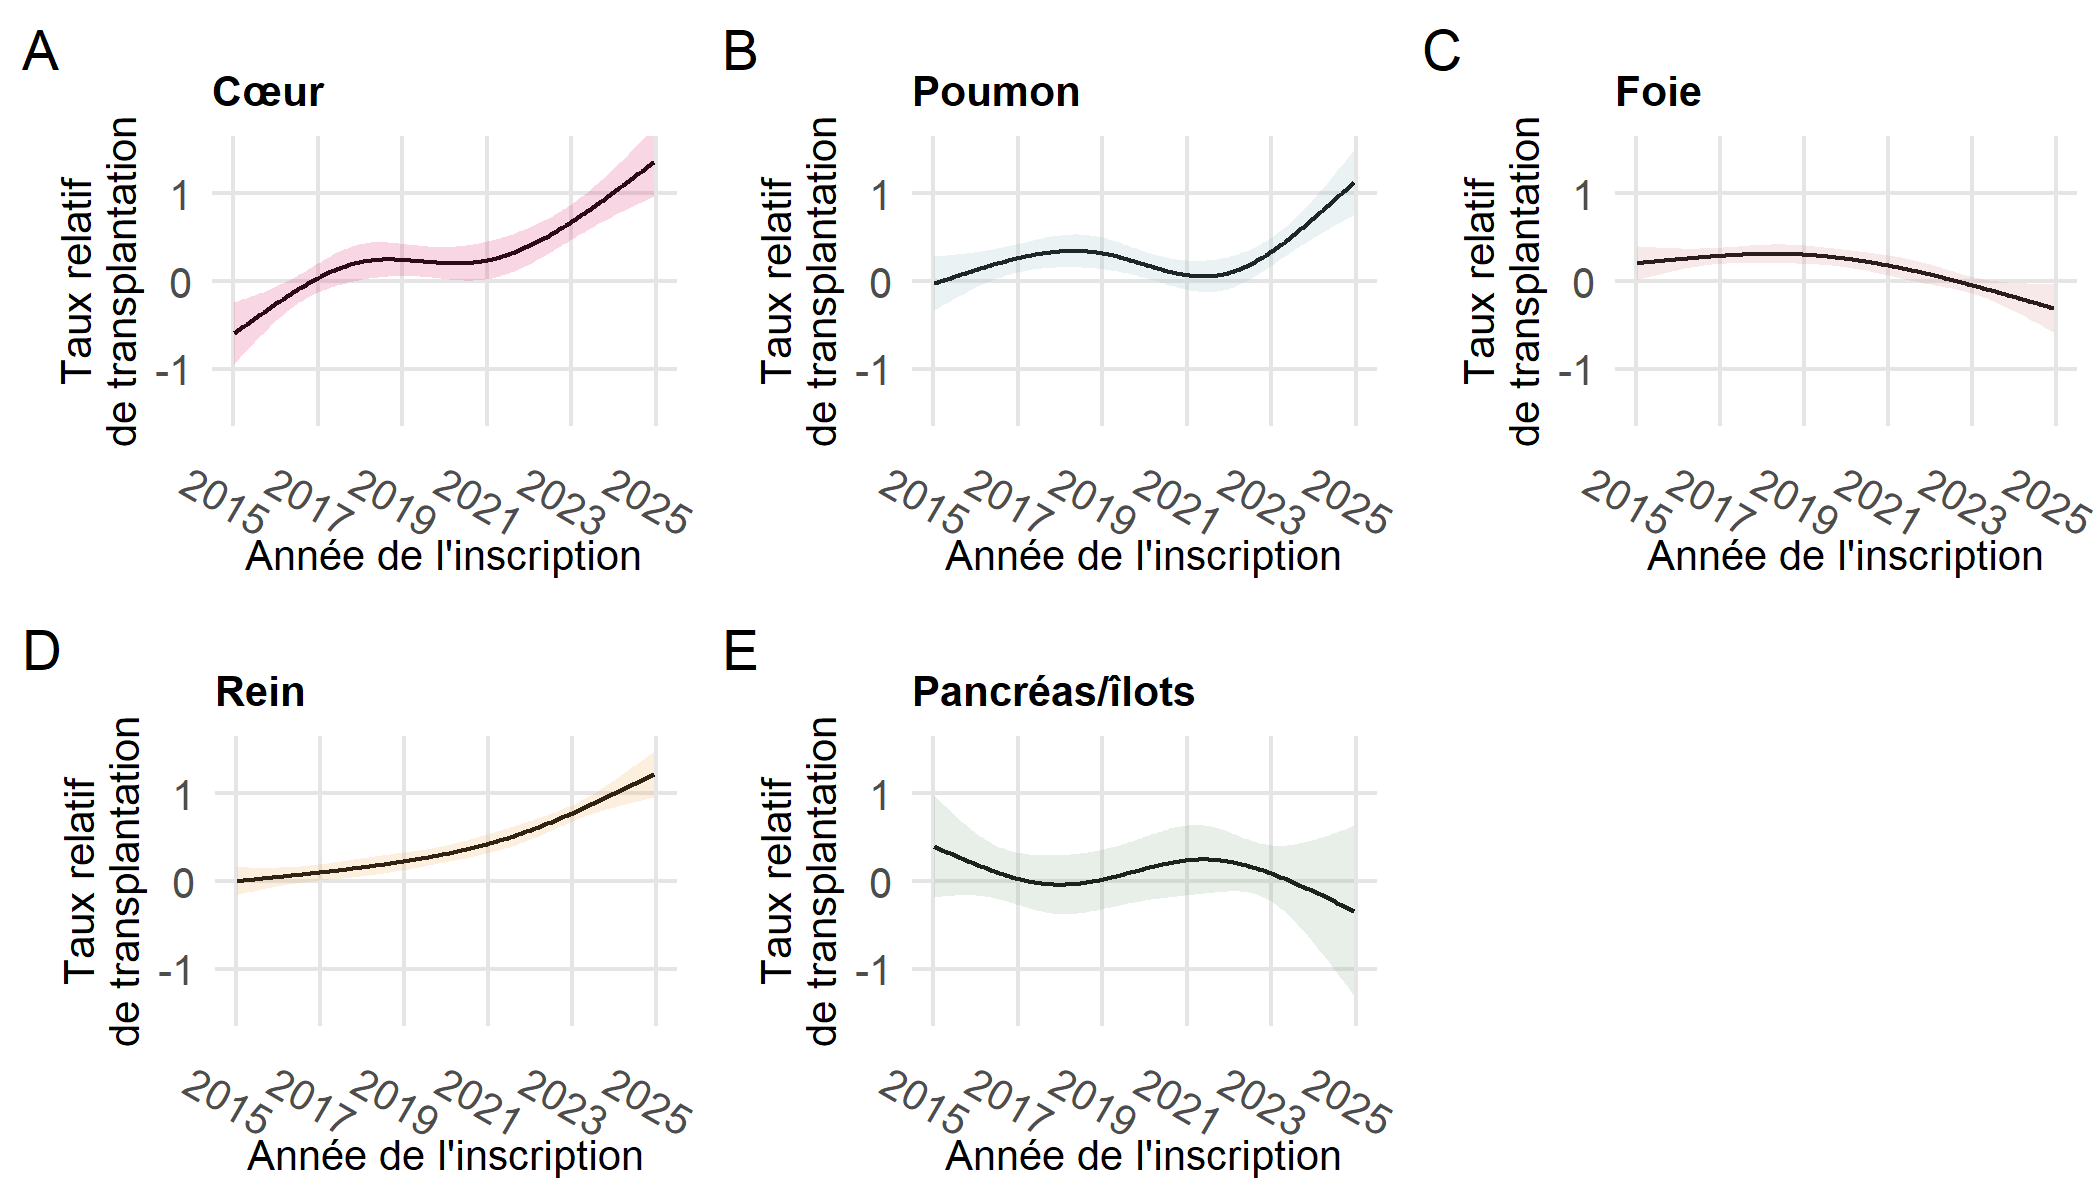 A
Cœur
Taux relatif
de transplantation
1
0
-1
2015
2017
2019
2021
2023
2025
Année de l'inscription
B
Poumon
Taux relatif
de transplantation
1
0
-1
2015
2017
2019
2021
2023
2025
Année de l'inscription
C
Foie
Taux relatif
de transplantation
1
0
-1
2015
2017
2019
2021
2023
2025
Année de l'inscription
D
Rein
Taux relatif
de transplantation
1
0
-1
2015
2017
2019
2021
2023
2025
Année de l'inscription
E
Pancréas/îlots
Taux relatif
de transplantation
1
0
-1
2015
2017
2019
2021
2023
2025
Année de l'inscription